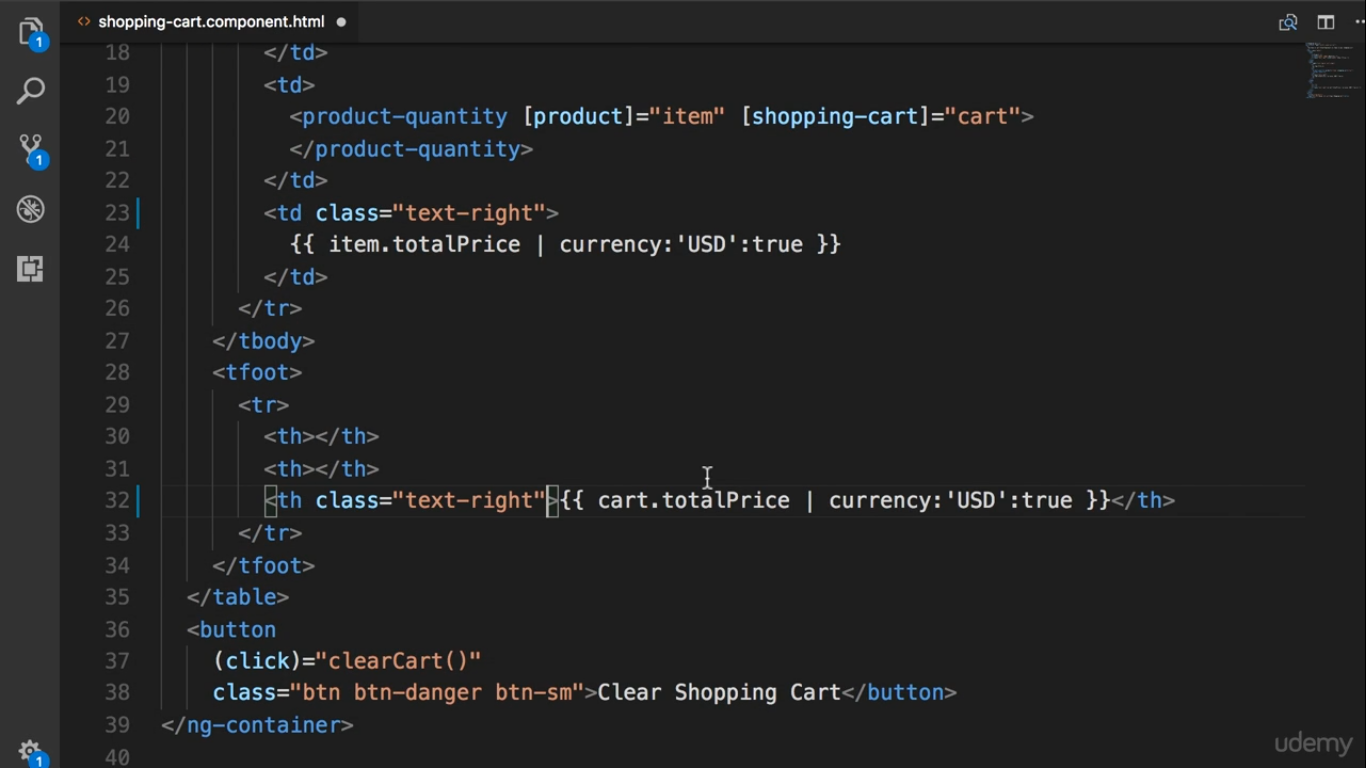 shopping-cart.component.html
18 </td>
19 <td>
20 <product-quantity [product]="item" [shopping-cart]="cart">
21 </product-quantity>
22 </td>
23 <td class="text-right">
24 {{ item.totalPrice | currency:'USD':true }}
25 </td>
26 </tr>
27 </tbody>
28 <tfoot>
29 <tr>
30 <th></th>
31 <th></th>
32 <th class="text-right">{{ cart.totalPrice | currency:'USD':true }}</th>
33 </tr>
34 </tfoot>
35 </table>
36 <button
37 (click)="clearCart()"
38 class="btn btn-danger btn-sm">Clear Shopping Cart</button>
39 </ng-container>
40
1
1
1
udemy